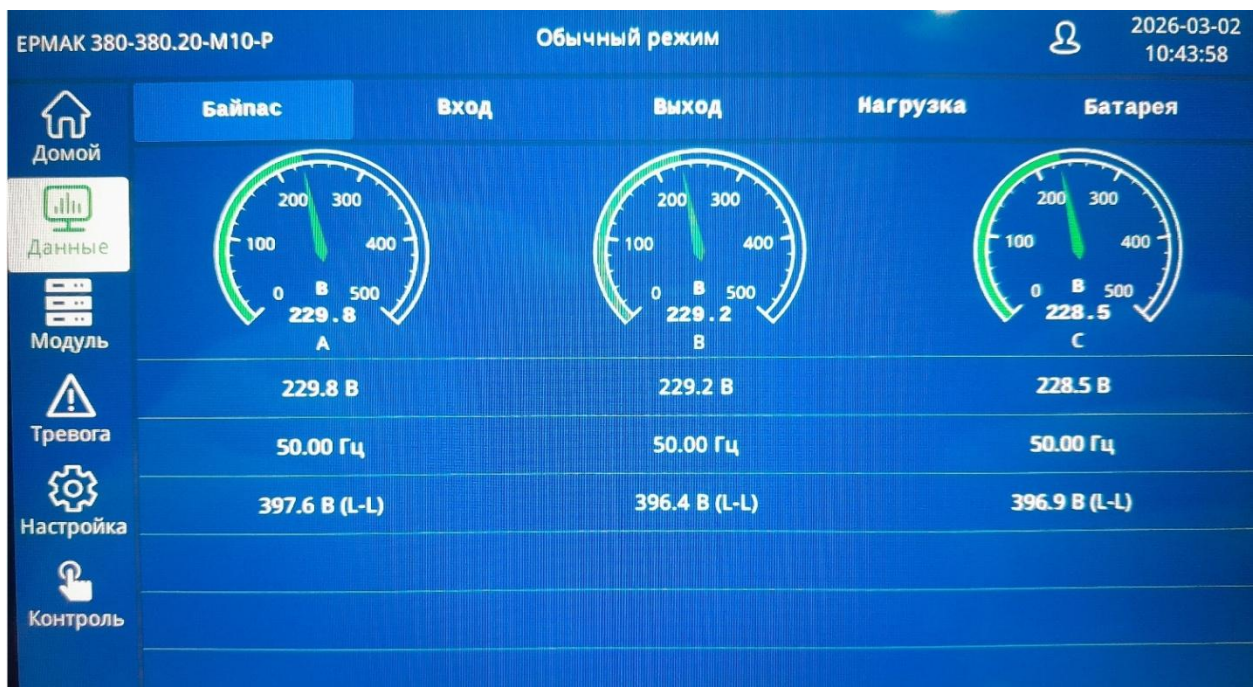 ЕРМАК 380-380.20-М10-Р
Обычный режим
2026-03-02
10:43:58
Байпас
Вход
Выход
Нагрузка
Батарея
Домой
Данные
Модуль
Тревога
Настройка
Контроль
0 100 200 300 400 500
В
229.8
A
0 100 200 300 400 500
В
229.2
B
0 100 200 300 400 500
В
228.5
C
229.8 В 229.2 В 228.5 В
50.00 Гц 50.00 Гц 50.00 Гц
397.6 В (L-L) 396.4 В (L-L) 396.9 В (L-L)